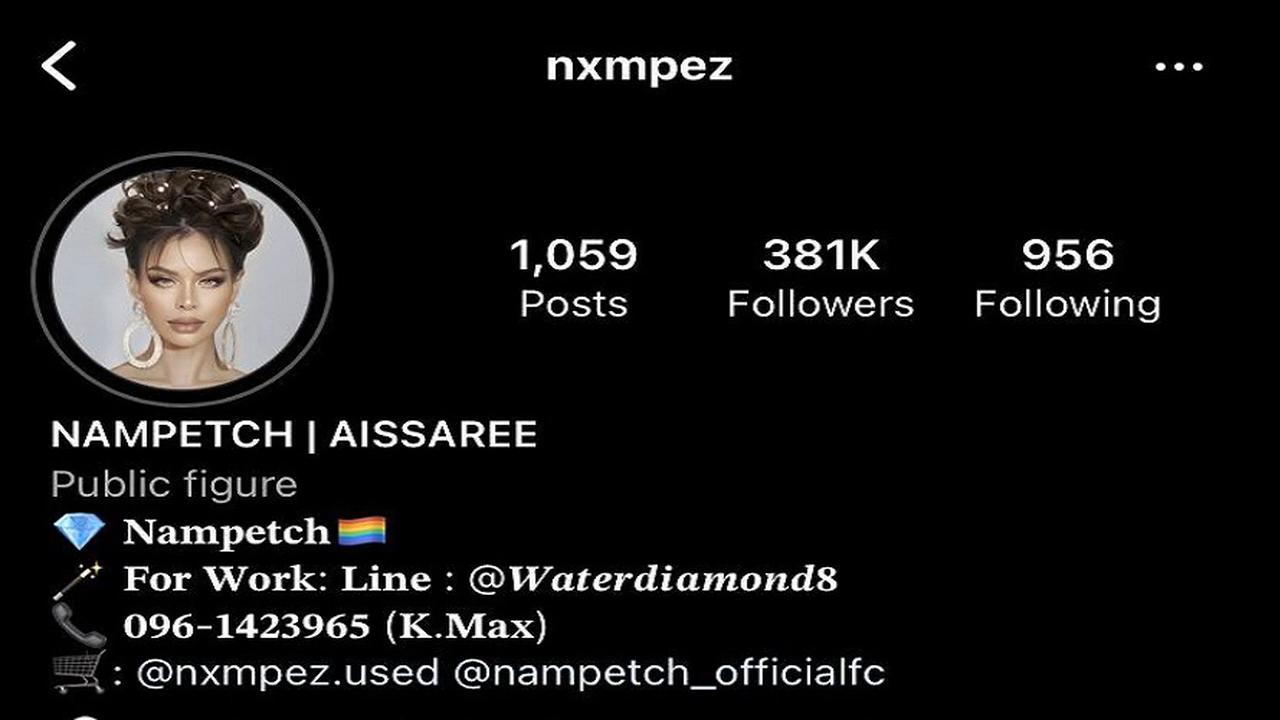 nxmpez
1,059 381K 956
Posts Followers Following
NAMPETCH | AISSAREE
Public figure
💎 Nampetch🏳️‍🌈
For Work: Line : @Waterdiamond8
📞 096-1423965 (K.Max)
🛒: @nxmpez.used @nampetch_officialfc